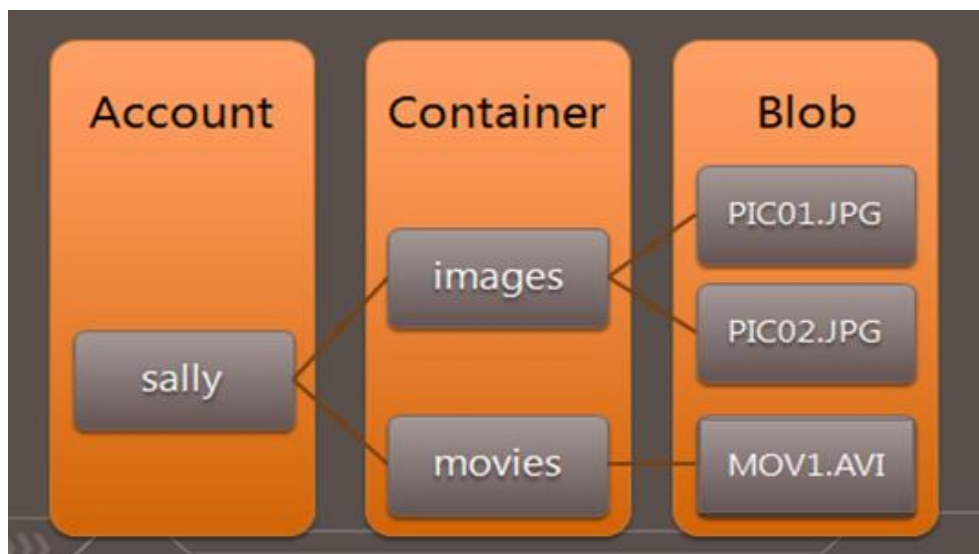 Account
sally
Container
images
movies
Blob
PIC01.JPG
PIC02.JPG
MOV1.AVI